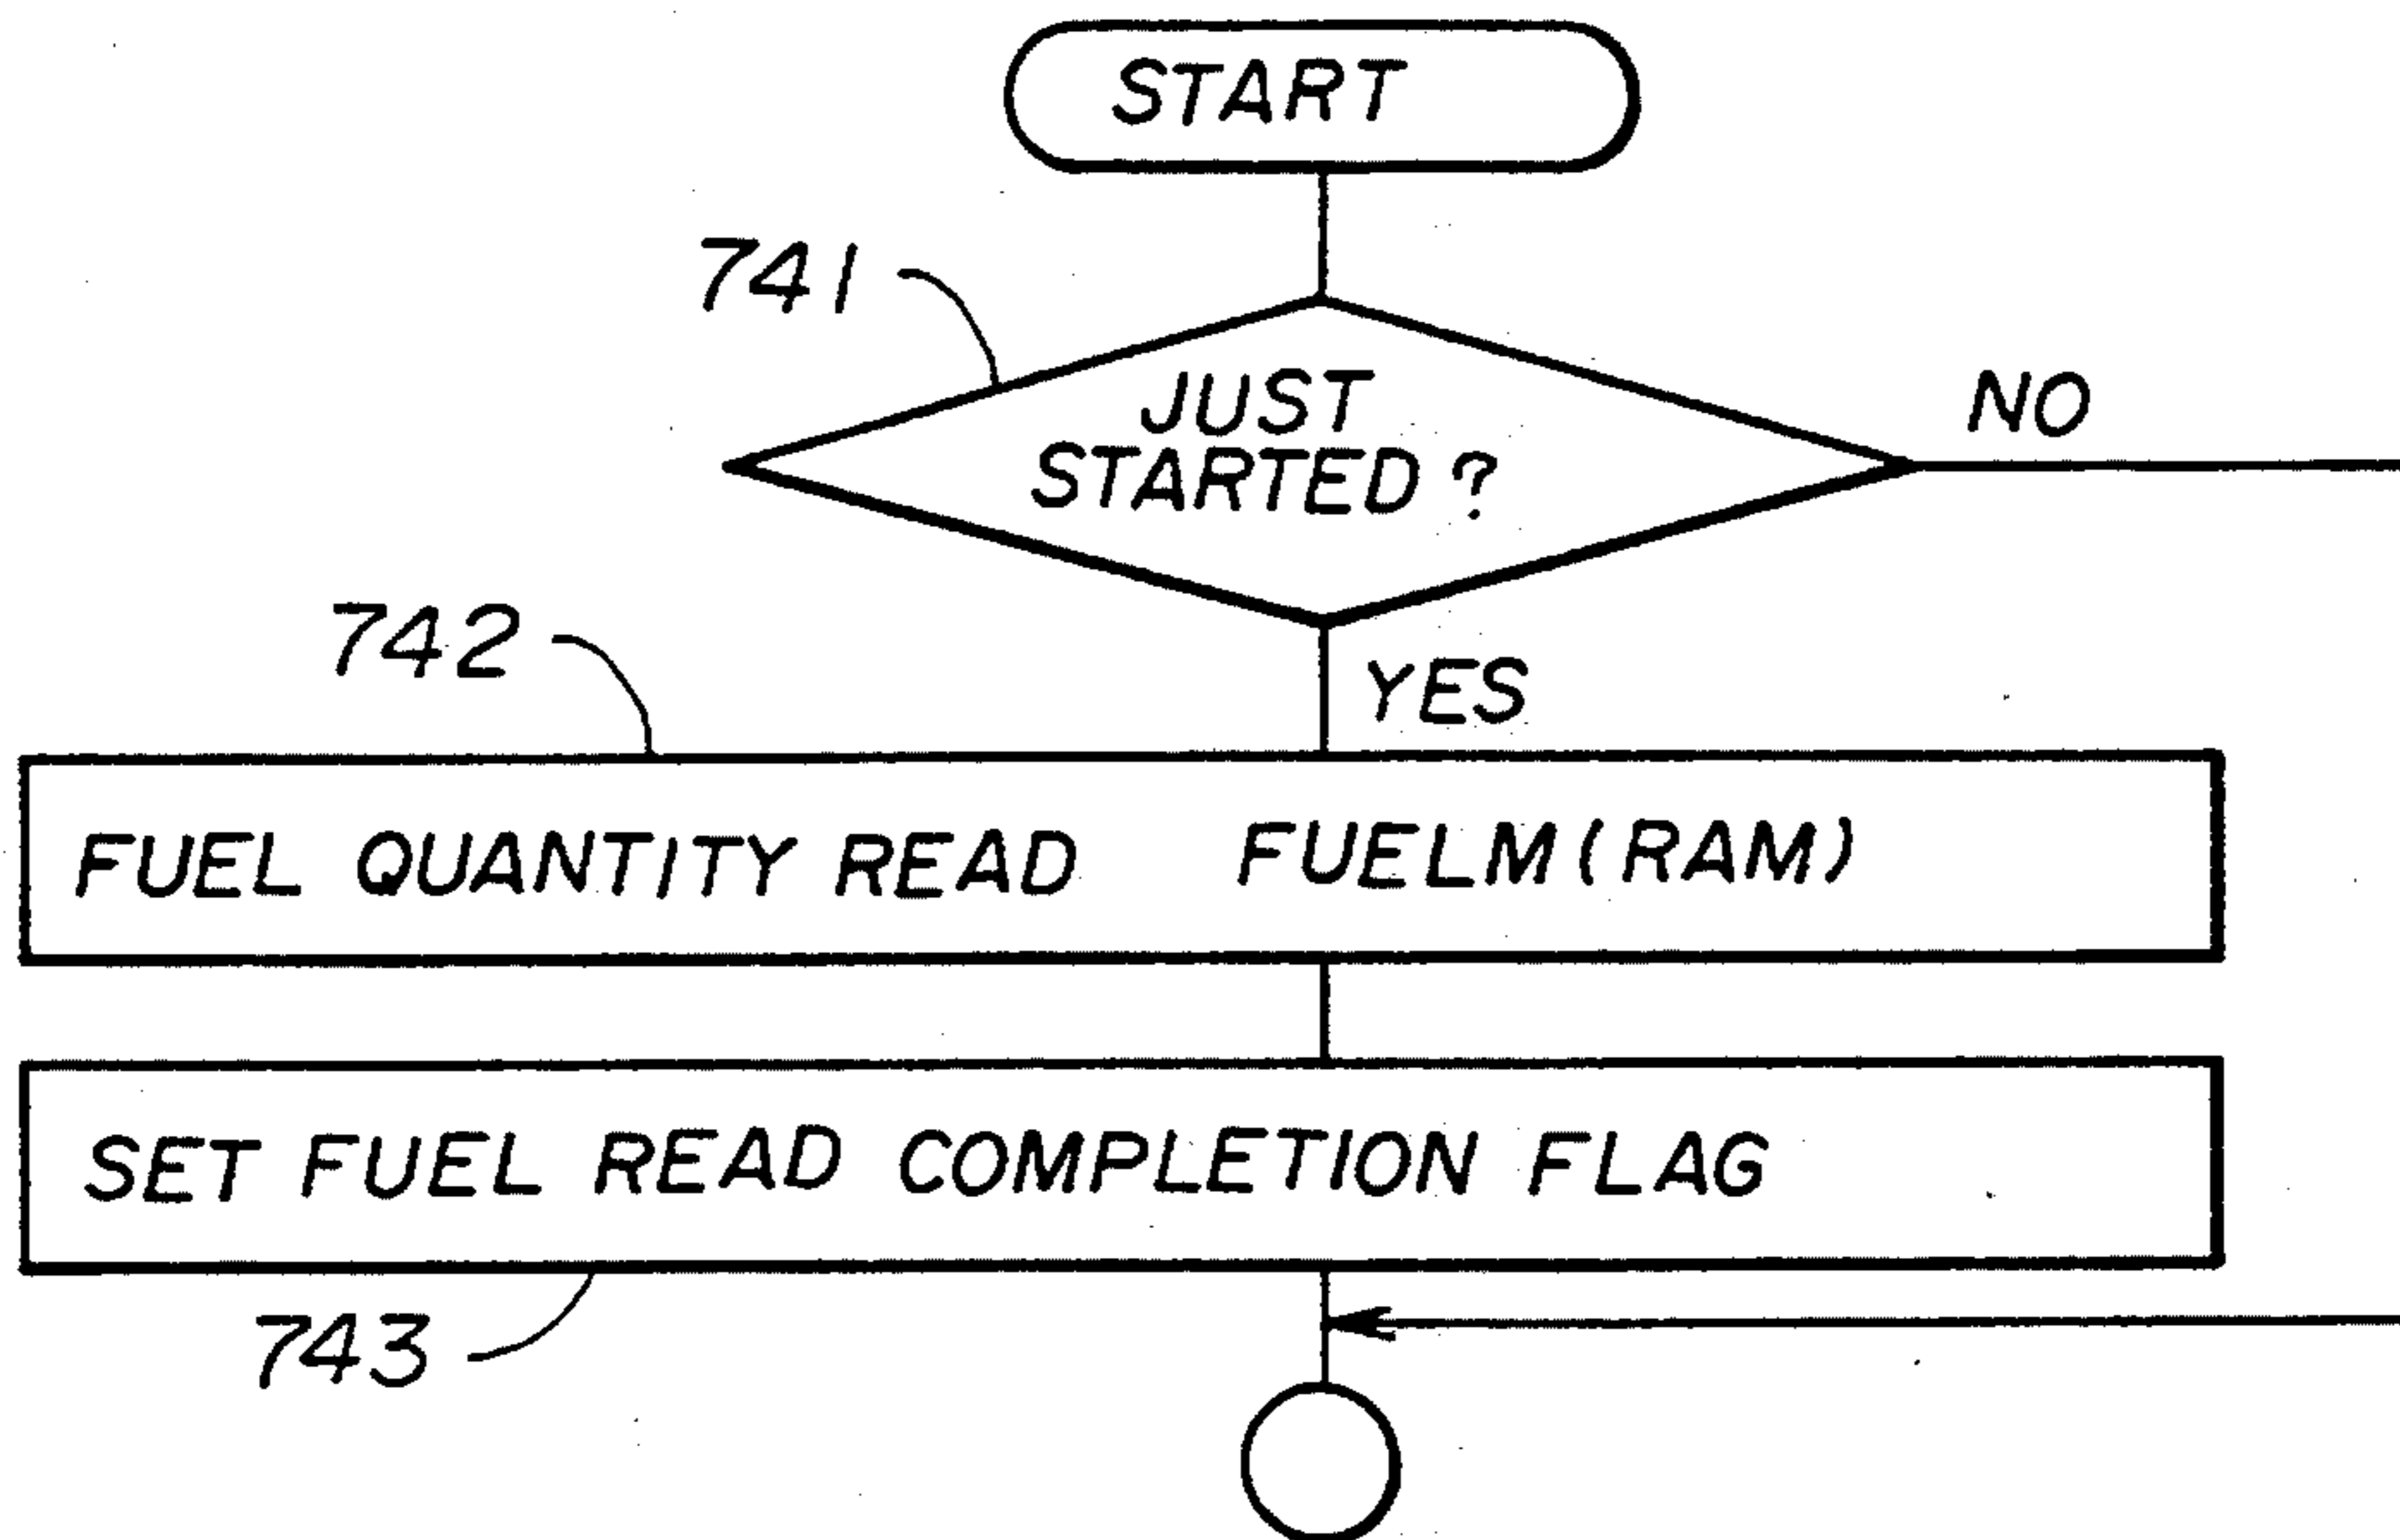 START
741
JUST
STARTED ?
NO
742
YES
FUEL QUANTITY READ FUELM (RAM)
SET FUEL READ COMPLETION FLAG
743